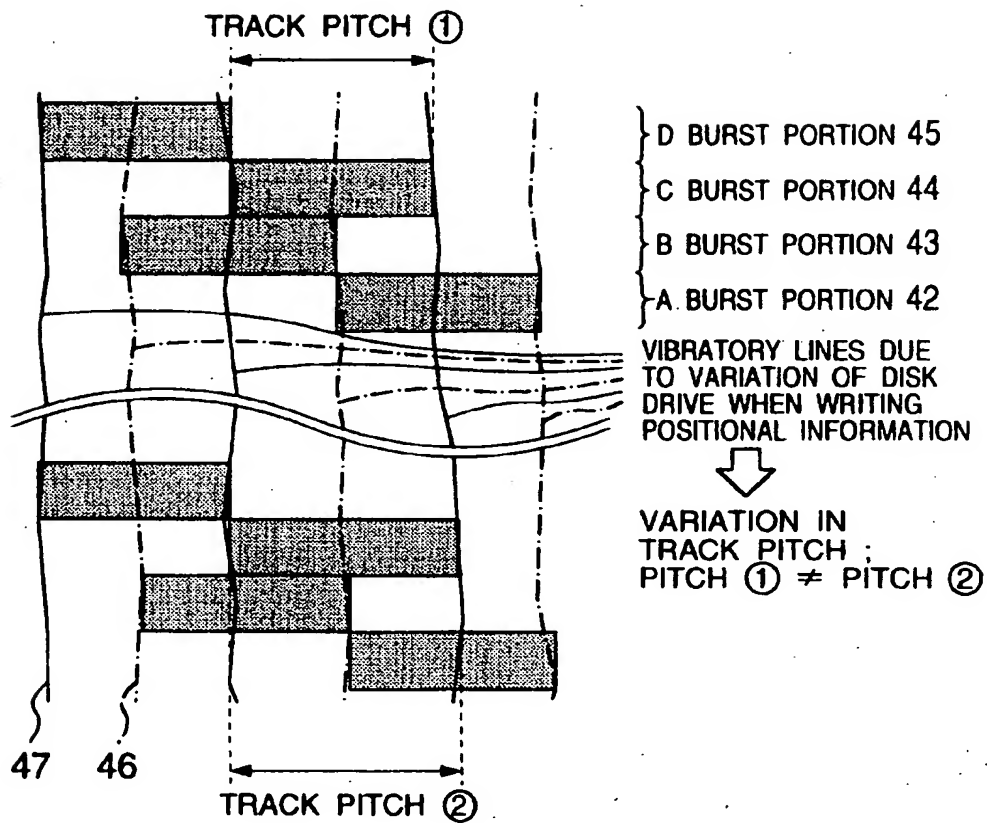 TRACK PITCH ①
D BURST PORTION 45
C BURST PORTION 44
B BURST PORTION 43
A BURST PORTION 42
VIBRATORY LINES DUE
TO VARIATION OF DISK
DRIVE WHEN WRITING
POSITIONAL INFORMATION
VARIATION IN
TRACK PITCH ;
PITCH ① ≠ PITCH ②
47 46
TRACK PITCH ②